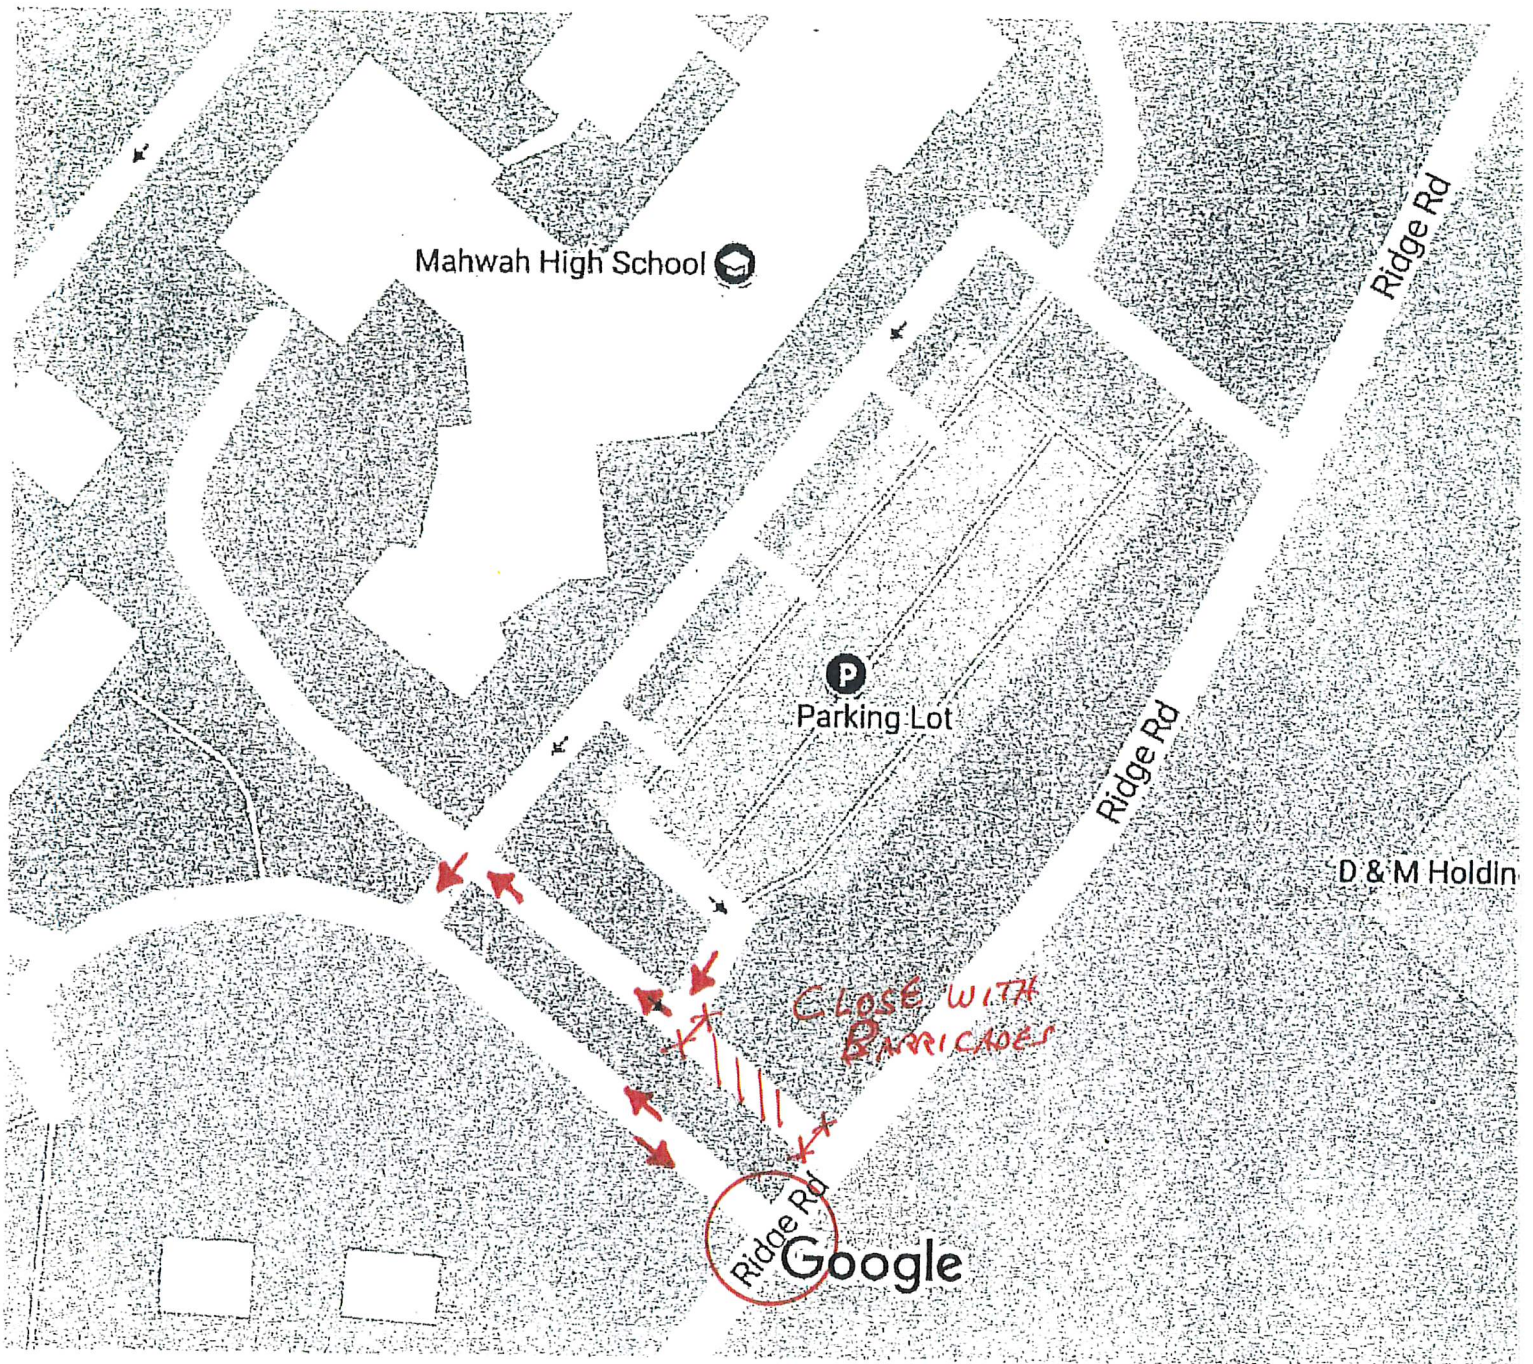 Ridge Rd
Mahwah High School
P
Parking Lot
Ridge Rd
D & M Holdin
CLOSE WITH
BARRICADES
Ridge Rd
Google